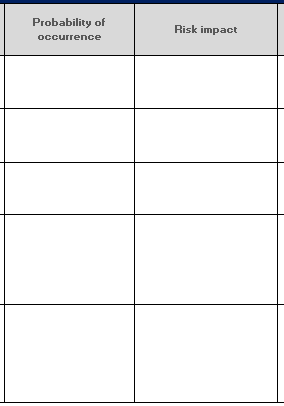 Probability of
occurrence
Risk impact